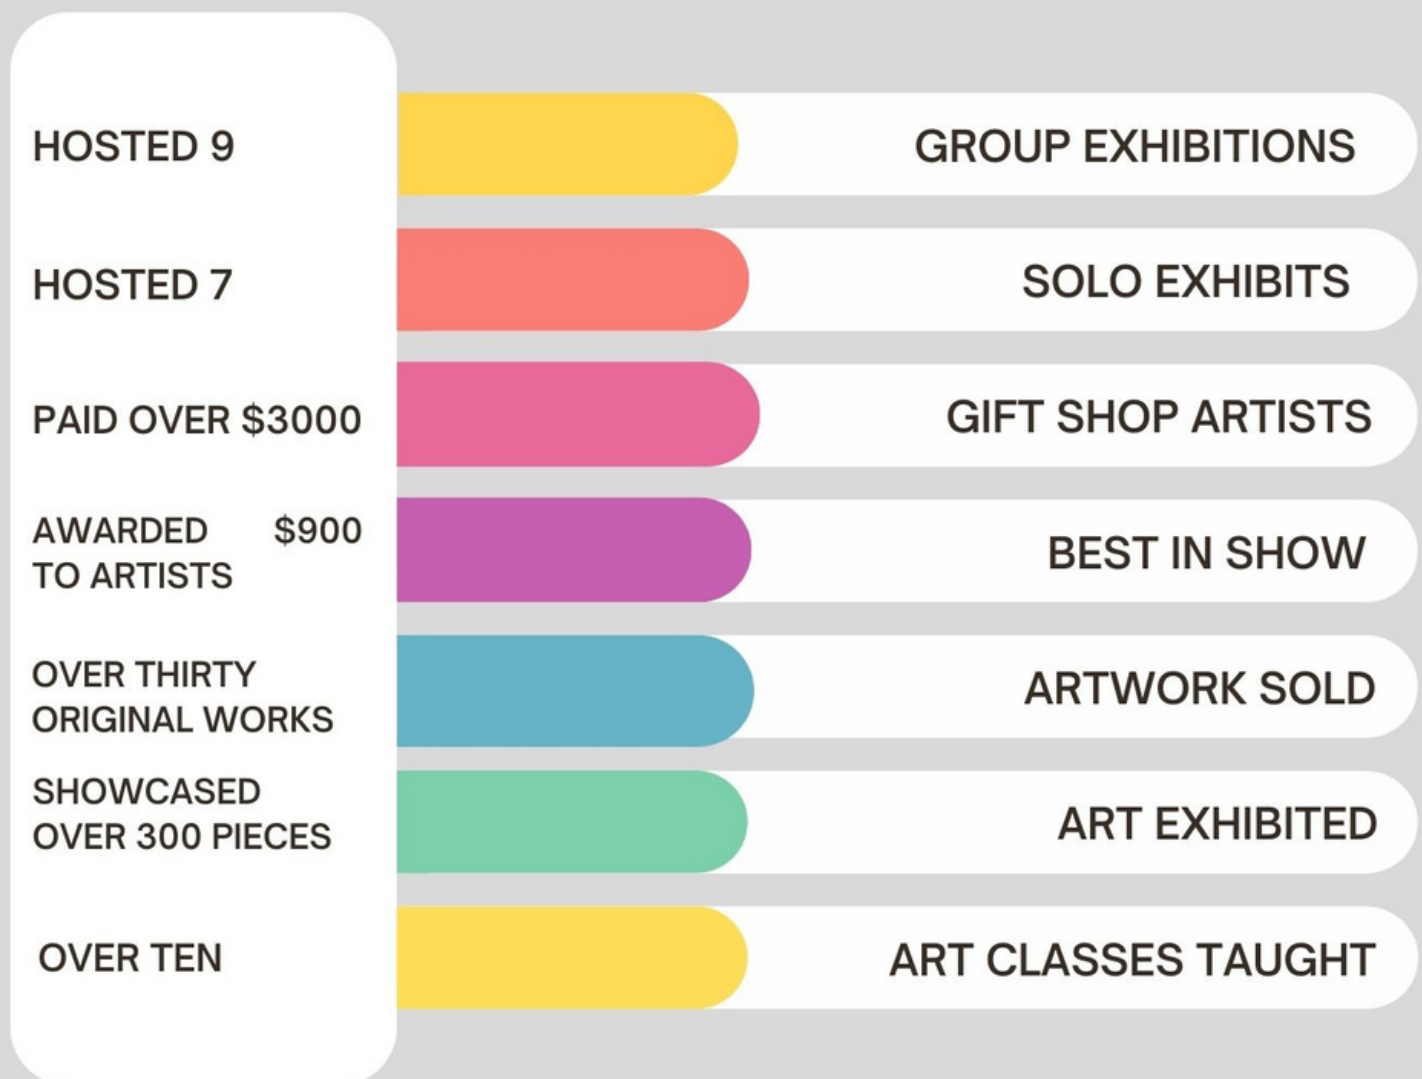 HOSTED 9 GROUP EXHIBITIONS
HOSTED 7 SOLO EXHIBITS
PAID OVER $3000 GIFT SHOP ARTISTS
AWARDED $900
TO ARTISTS
BEST IN SHOW
OVER THIRTY
ORIGINAL WORKS
ARTWORK SOLD
SHOWCASED
OVER 300 PIECES
ART EXHIBITED
OVER TEN ART CLASSES TAUGHT